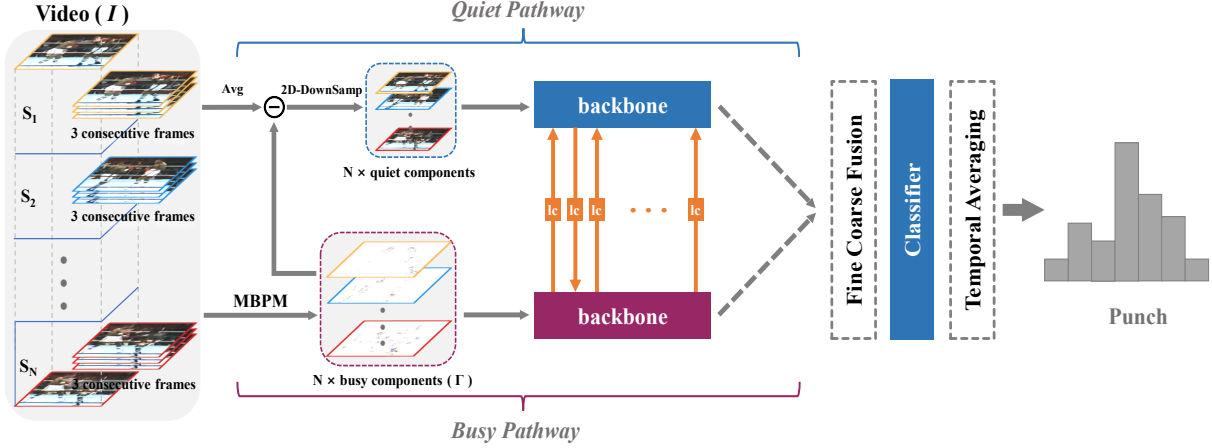 Video ( I )
Quiet Pathway
S1
3 consecutive frames
S2
3 consecutive frames
SN
3 consecutive frames
Avg
2D-DownSamp
N × quiet components
MBPM
N × busy components ( Γ )
backbone
lc
lc
lc
lc
backbone
Busy Pathway
Fine Coarse Fusion
Classifier
Temporal Averaging
Punch